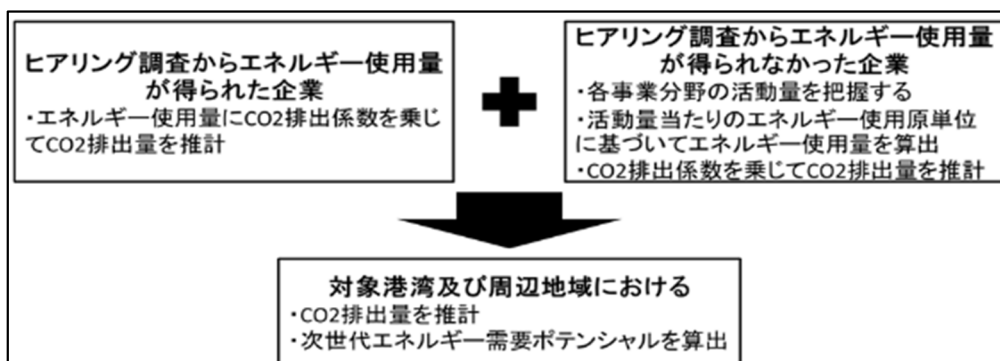 ヒアリング調査からエネルギー使用量
が得られた企業
・エネルギー使用量にCO2排出係数を乗じ
てCO2排出量を推計
ヒアリング調査からエネルギー使用量
が得られなかった企業
・各事業分野の活動量を把握する
・活動量当たりのエネルギー使用原単位
に基づいてエネルギー使用量を算出
・CO2排出係数を乗じてCO2排出量を推計
対象港湾及び周辺地域における
・CO2排出量を推計
・次世代エネルギー需要ポテンシャルを算出